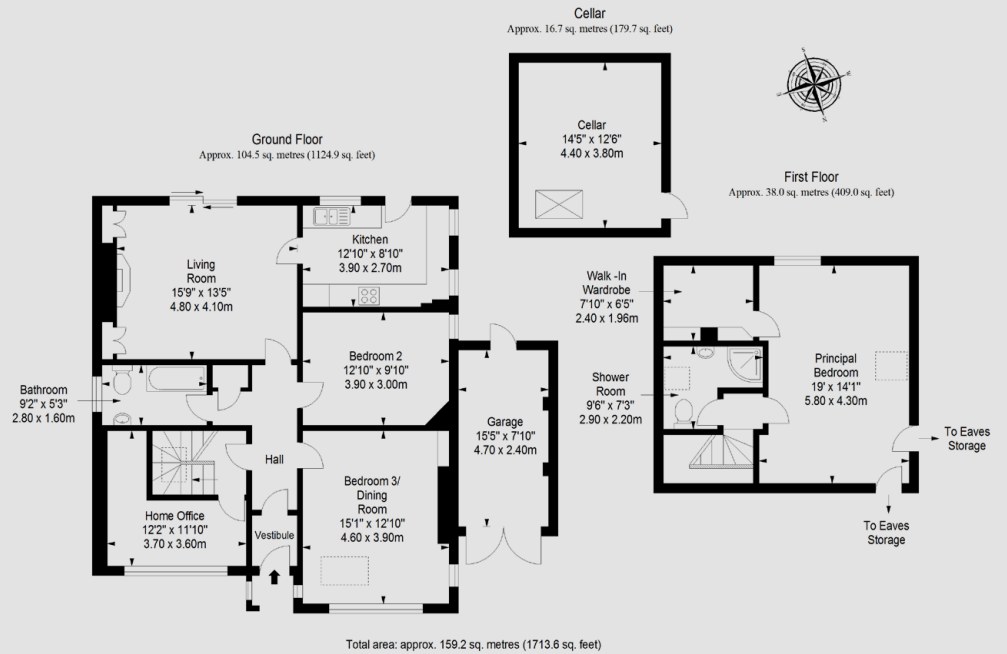 Cellar
Approx. 16.7 sq. metres (179.7 sq. feet)
Cellar
14'5" x 12'6"
4.40 x 3.80m
Ground Floor
Approx. 104.5 sq. metres (1124.9 sq. feet)
Living
Room
15'9" x 13'5"
4.80 x 4.10m
Kitchen
12'10" x 8'10"
3.90 x 2.70m
Bedroom 2
12'10" x 9'10"
3.90 x 3.00m
Bathroom
9'2" x 5'3"
2.80 x 1.60m
Hall
Garage
15'5" x 7'10"
4.70 x 2.40m
Home Office
12'2" x 11'10"
3.70 x 3.60m
Vestibule
Bedroom 3/
Dining
Room
15'1" x 12'10"
4.60 x 3.90m
First Floor
Approx. 38.0 sq. metres (409.0 sq. feet)
Walk -In
Wardrobe
7'10" x 6'5"
2.40 x 1.96m
Shower
Room
9'6" x 7'3"
2.90 x 2.20m
Principal
Bedroom
19' x 14'1"
5.80 x 4.30m
To Eaves
Storage
To Eaves
Storage
Total area: approx. 159.2 sq. metres (1713.6 sq. feet)